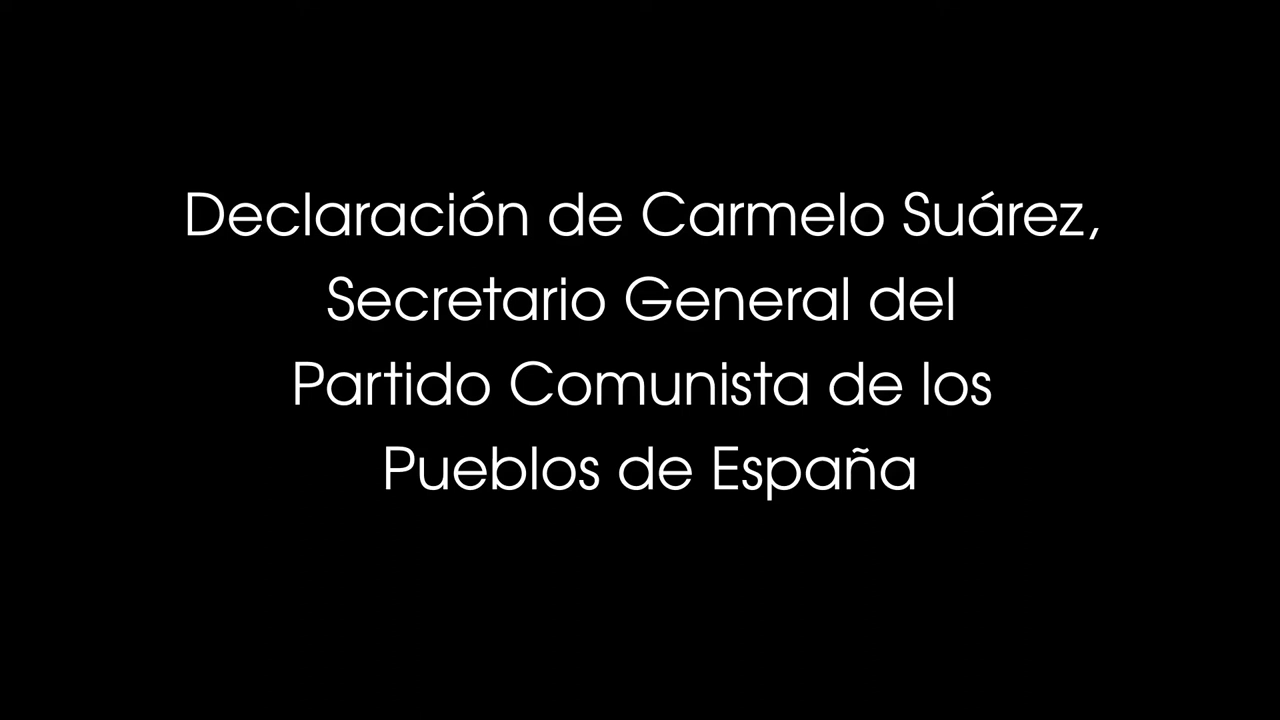 Declaración de Carmelo Suárez,
Secretario General del
Partido Comunista de los
Pueblos de España